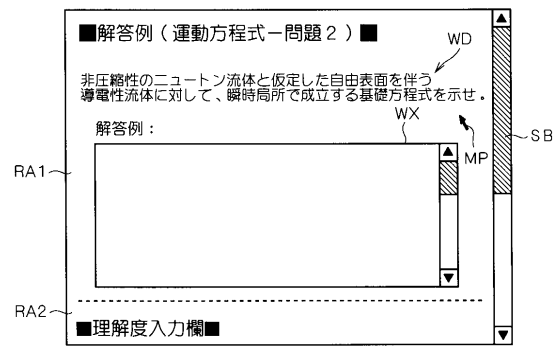 ■解答例(運動方程式－問題2)■
WD
非圧縮性のニュートン流体と仮定した自由表面を伴う
導電性流体に対して、瞬時局所で成立する基礎方程式を示せ.
解答例:
WX
MP
SB
RA1
RA2
■理解度入力欄■